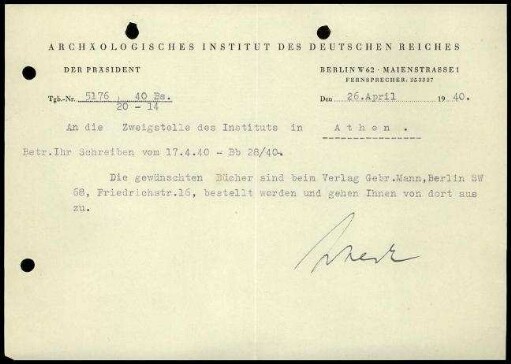 ARCHÄOLOGISCHES INSTITUT DES DEUTSCHEN REICHES
DER PRÄSIDENT
BERLIN W 62 · MAIENSTRASSE 1
FERNSPRECHER:
Tgb.-Nr. 5176 40 Be.
20 - 14
Den 26.April 1940.
An die Zweigstelle des Instituts in Athen.
Betr.Ihr Schreiben vom 17.4.40 - Bb 28/40.
Die gewünschten Bücher sind beim Verlag Gebr.Mann,Berlin SW
68, Friedrichstr.16, bestellt worden und gehen Ihnen von dort aus
zu.